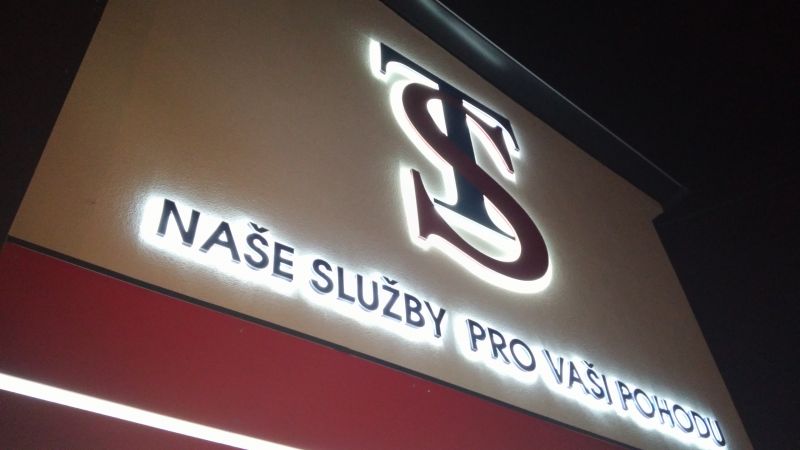 TS
NAŠE SLUŽBY PRO VAŠI POHODU